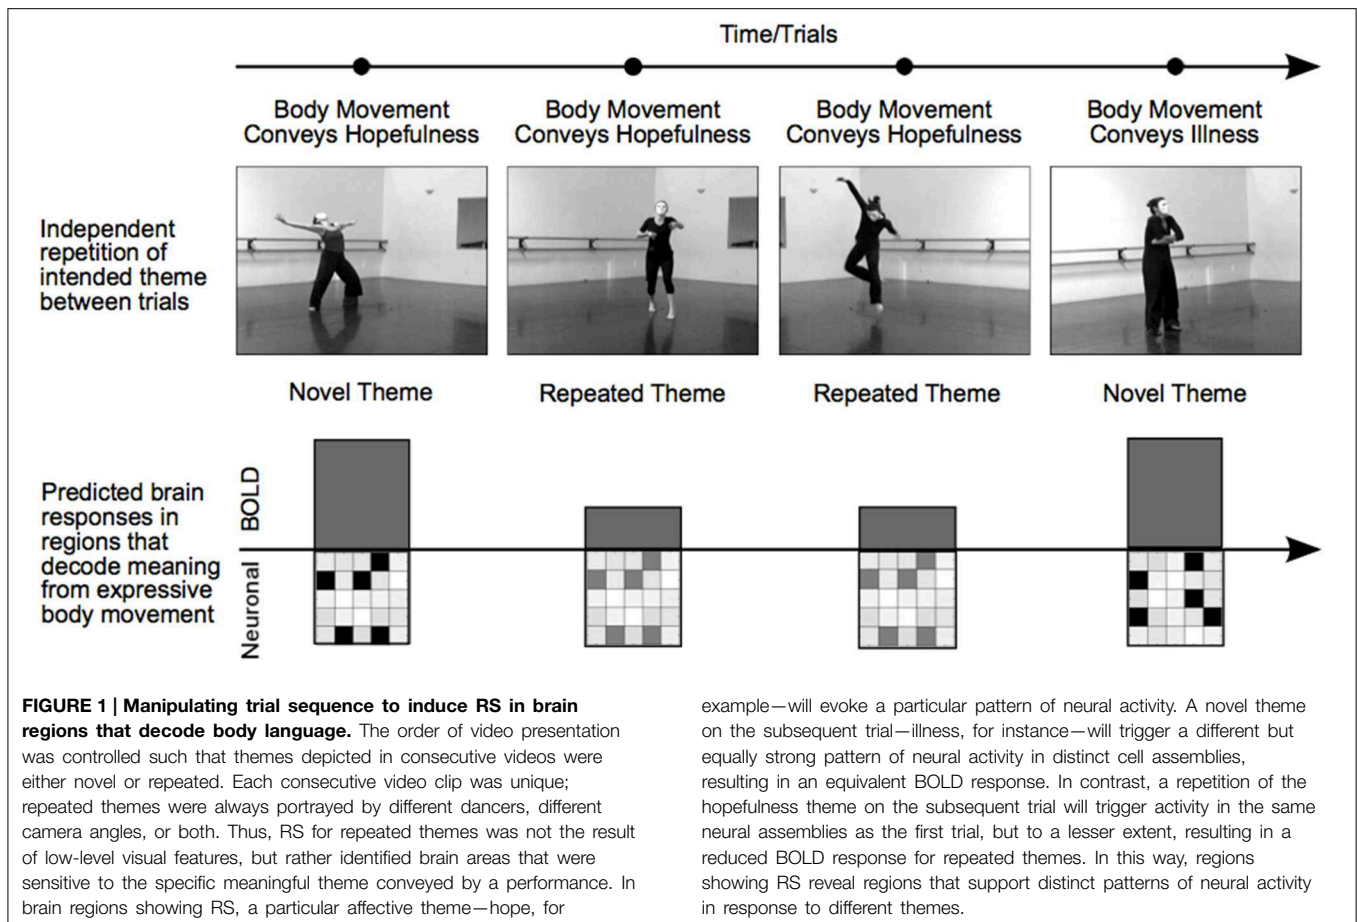 Time/Trials
Body Movement
Conveys Hopefulness
Body Movement
Conveys Hopefulness
Body Movement
Conveys Hopefulness
Body Movement
Conveys Illness
Independent
repetition of
intended theme
between trials
Novel Theme
Repeated Theme
Repeated Theme
Novel Theme
Predicted brain
responses in
regions that
decode meaning
from expressive
body movement
BOLD
Neuronal
FIGURE 1 | Manipulating trial sequence to induce RS in brain
regions that decode body language. The order of video presentation
was controlled such that themes depicted in consecutive videos were
either novel or repeated. Each consecutive video clip was unique;
repeated themes were always portrayed by different dancers, different
camera angles, or both. Thus, RS for repeated themes was not the result
of low-level visual features, but rather identified brain areas that were
sensitive to the specific meaningful theme conveyed by a performance. In
brain regions showing RS, a particular affective theme—hope, for
example—will evoke a particular pattern of neural activity. A novel theme
on the subsequent trial—illness, for instance—will trigger a different but
equally strong pattern of neural activity in distinct cell assemblies,
resulting in an equivalent BOLD response. In contrast, a repetition of the
hopefulness theme on the subsequent trial will trigger activity in the same
neural assemblies as the first trial, but to a lesser extent, resulting in a
reduced BOLD response for repeated themes. In this way, regions
showing RS reveal regions that support distinct patterns of neural activity
in response to different themes.